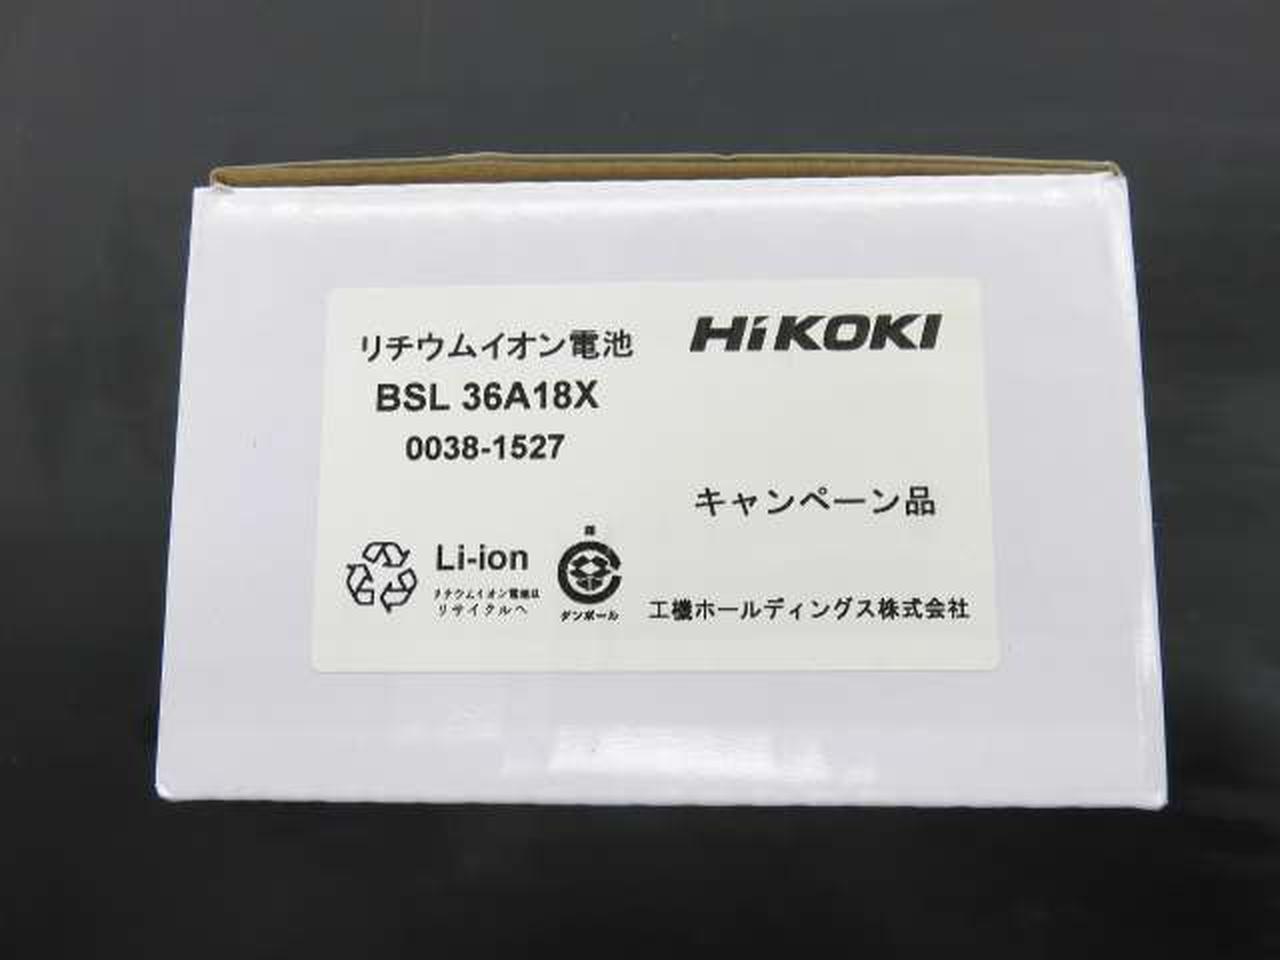 リチウムイオン電池
HiKOKI
BSL 36A18X
0038-1527
キャンペーン品
Li-ion
リチウムイオン電池は
リサイクルへ
ダンボール
工機ホールディングス株式会社